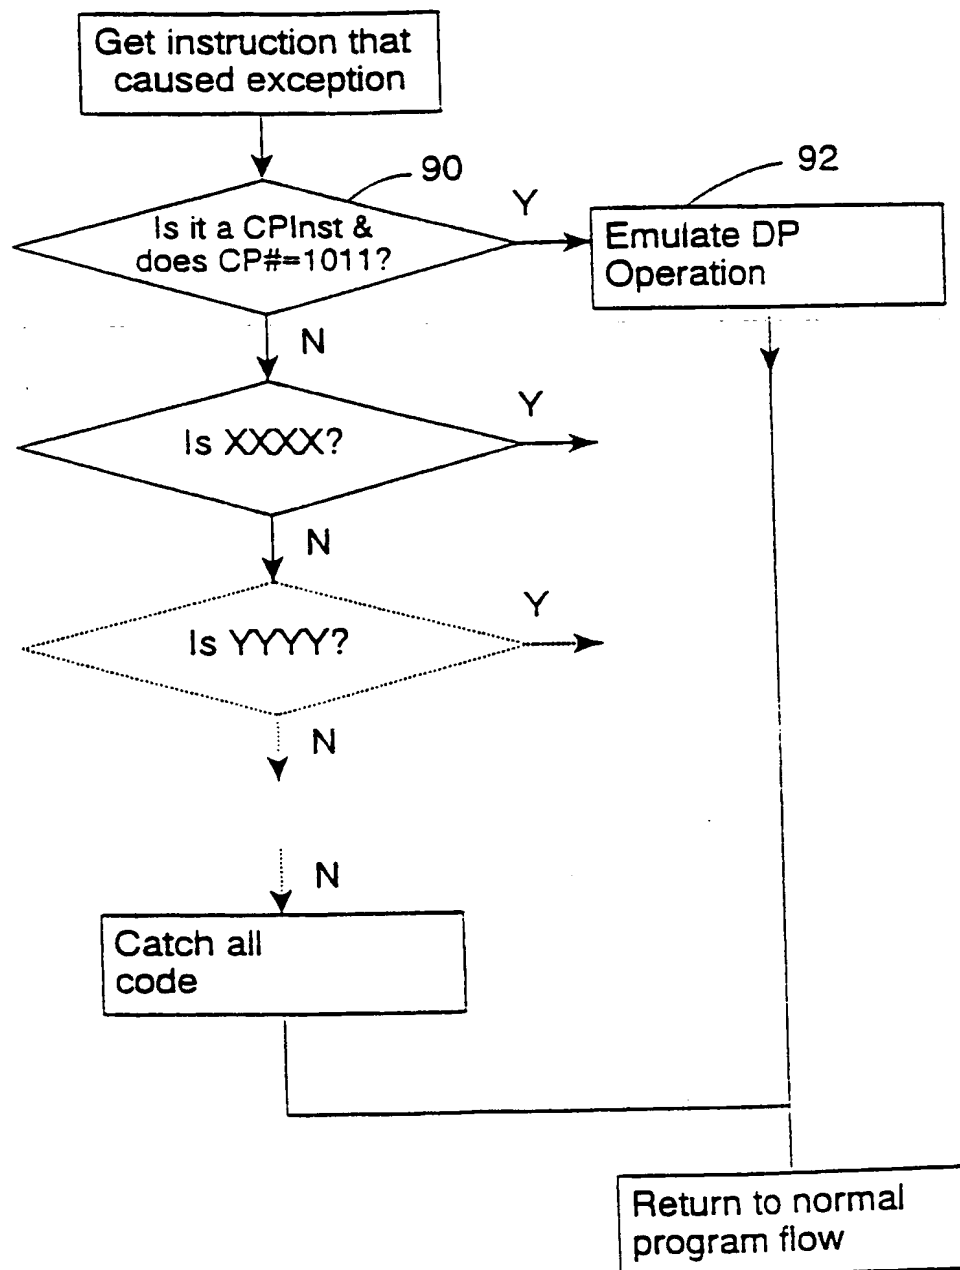 Get instruction that
caused exception
90
92
Y
Is it a CPInst &
does CP#=1011?
Emulate DP
Operation
N
Y
Is XXXX?
N
Y
Is YYYY?
N
N
Catch all
code
Return to normal
program flow